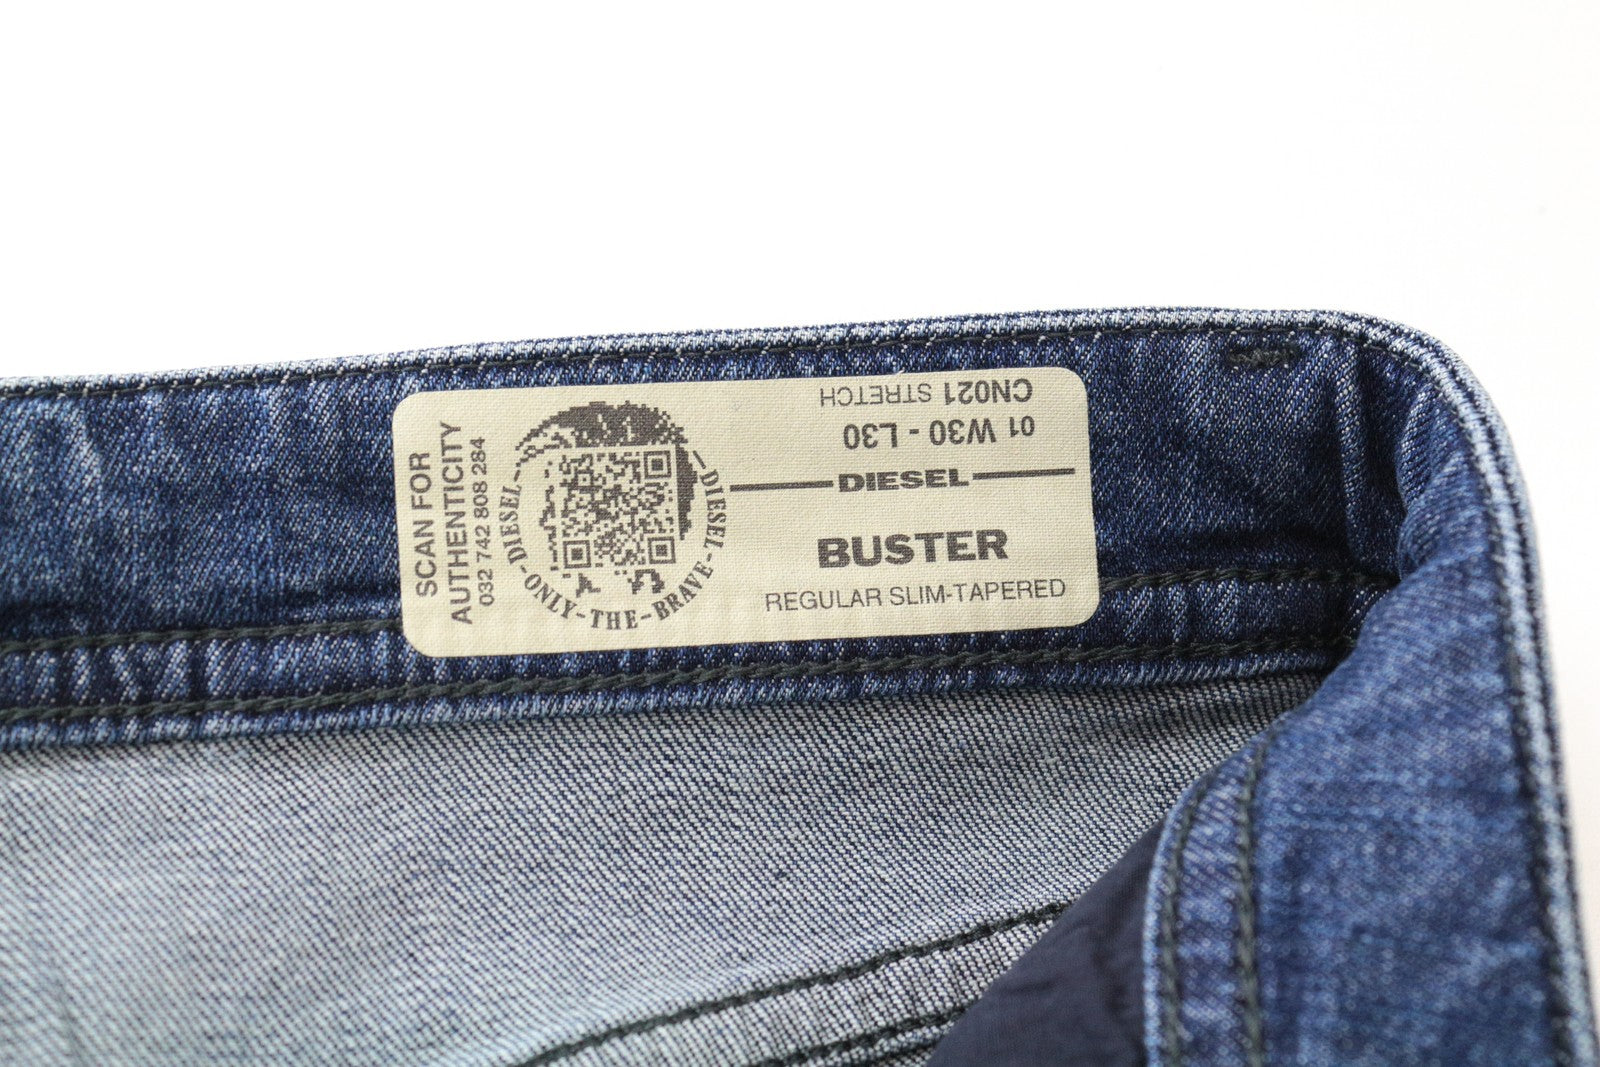 SCAN FOR
AUTHENTICITY
032 742 808 284
DIESEL-ONLY-THE-BRAVE-DIESEL
CN021 STRETCH
01 W30 - L30
DIESEL
BUSTER
REGULAR SLIM-TAPERED